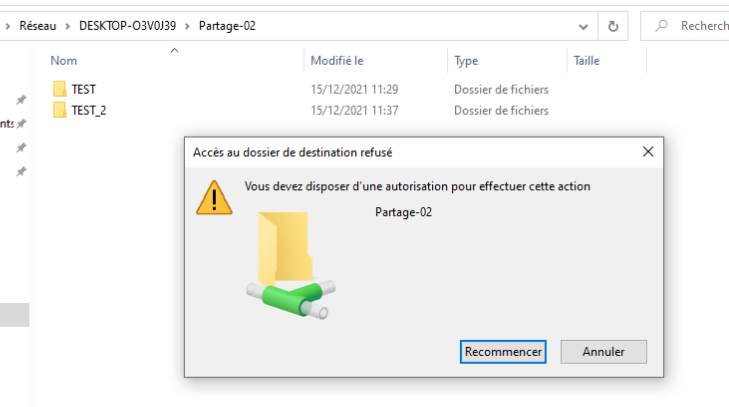 > Réseau > DESKTOP-O3V0J39 > Partage-02
Recherch
Nom Modifié le Type Taille
TEST 15/12/2021 11:29 Dossier de fichiers
TEST_2 15/12/2021 11:37 Dossier de fichiers
nts
Accès au dossier de destination refusé
Vous devez disposer d'une autorisation pour effectuer cette action
Partage-02
Recommencer Annuler